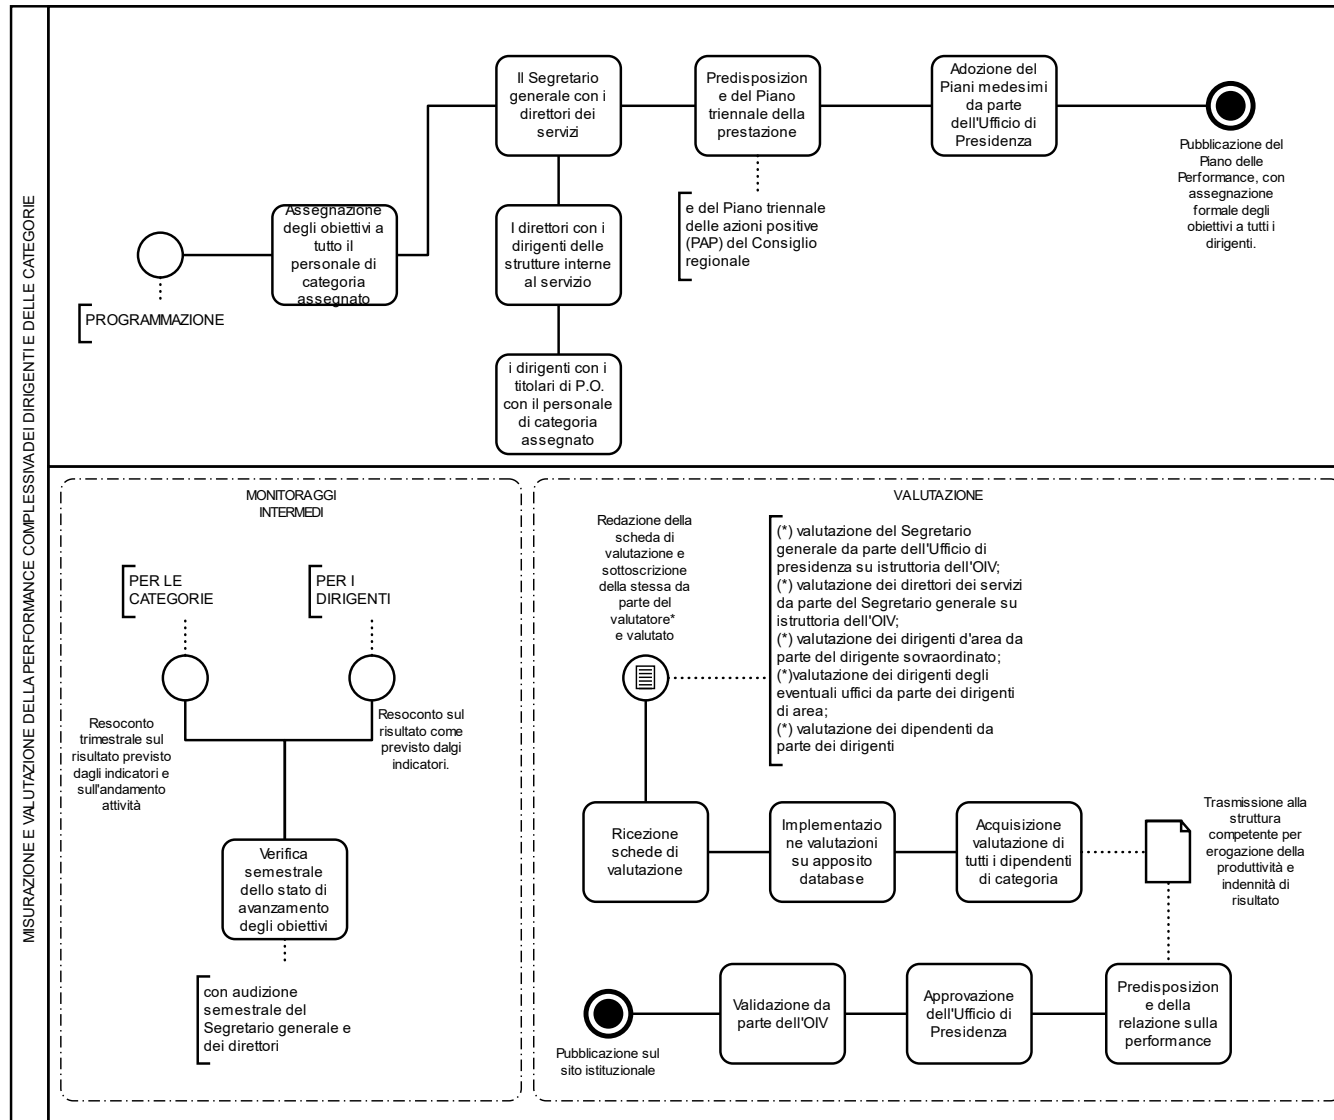 MISURAZIONE E VALUTAZIONE DELLA PERFORMANCE COMPLESSIVA DEI DIRIGENTI E DELLE CATEGORIE
PROGRAMMAZIONE
Assegnazione
degli obiettivi a
tutto il
personale di
categoria
assegnato
Il Segretario
generale con i
direttori dei
servizi
I direttori con i
dirigenti delle
strutture interne
al servizio
i dirigenti con i
titolari di P.O.
con il personale
di categoria
assegnato
Predisposizion
e del Piano
triennale della
prestazione
e del Piano triennale
delle azioni positive
(PAP) del Consiglio
regionale
Adozione del
Piani medesimi
da parte
dell'Ufficio di
Presidenza
Pubblicazione del
Piano delle
Performance, con
assegnazione
formale degli
obiettivi a tutti i
dirigenti.
MONITORAGGI
INTERMEDI
PER LE
CATEGORIE
PER I
DIRIGENTI
Resoconto
trimestrale sul
risultato previsto
dagli indicatori e
sull'andamento
attività
Resoconto sul
risultato come
previsto dalgi
indicatori.
Verifica
semestrale
dello stato di
avanzamento
degli obiettivi
con audizione
semestrale del
Segretario generale e
dei direttori
VALUTAZIONE
Redazione della
scheda di
valutazione e
sottoscrizione
della stessa da
parte del
valutatore*
e valutato
(*) valutazione del Segretario
generale da parte dell'Ufficio di
presidenza su istruttoria dell'OIV;
(*) valutazione dei direttori dei servizi
da parte del Segretario generale su
istruttoria dell'OIV;
(*) valutazione dei dirigenti d'area da
parte del dirigente sovraordinato;
(*)valutazione dei dirigenti degli
eventuali uffici da parte dei dirigenti
di area;
(*) valutazione dei dipendenti da
parte dei dirigenti
Ricezione
schede di
valutazione
Implementazio
ne valutazioni
su apposito
database
Acquisizione
valutazione di
tutti i dipendenti
di categoria
Trasmissione alla
struttura
competente per
erogazione della
produttività e
indennità di
risultato
Predisposizion
e della
relazione sulla
performance
Approvazione
dell'Ufficio di
Presidenza
Validazione da
parte dell'OIV
Pubblicazione sul
sito istituzionale